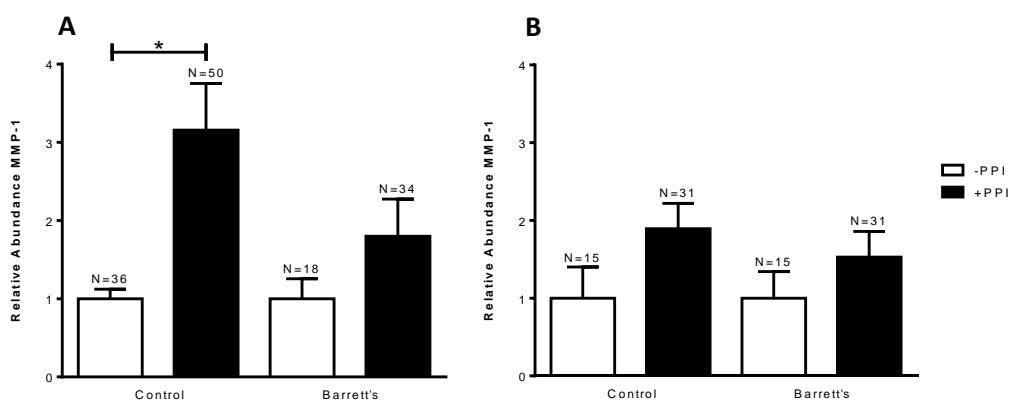 A
*
N=50
4
3
2
1
0
Relative Abundance MMP-1
N=36
N=18
N=34
Control
Barrett's
B
4
3
2
1
0
Relative Abundance MMP-1
N=15
N=31
N=15
N=31
Control
Barrett's
-PPI
+PPI